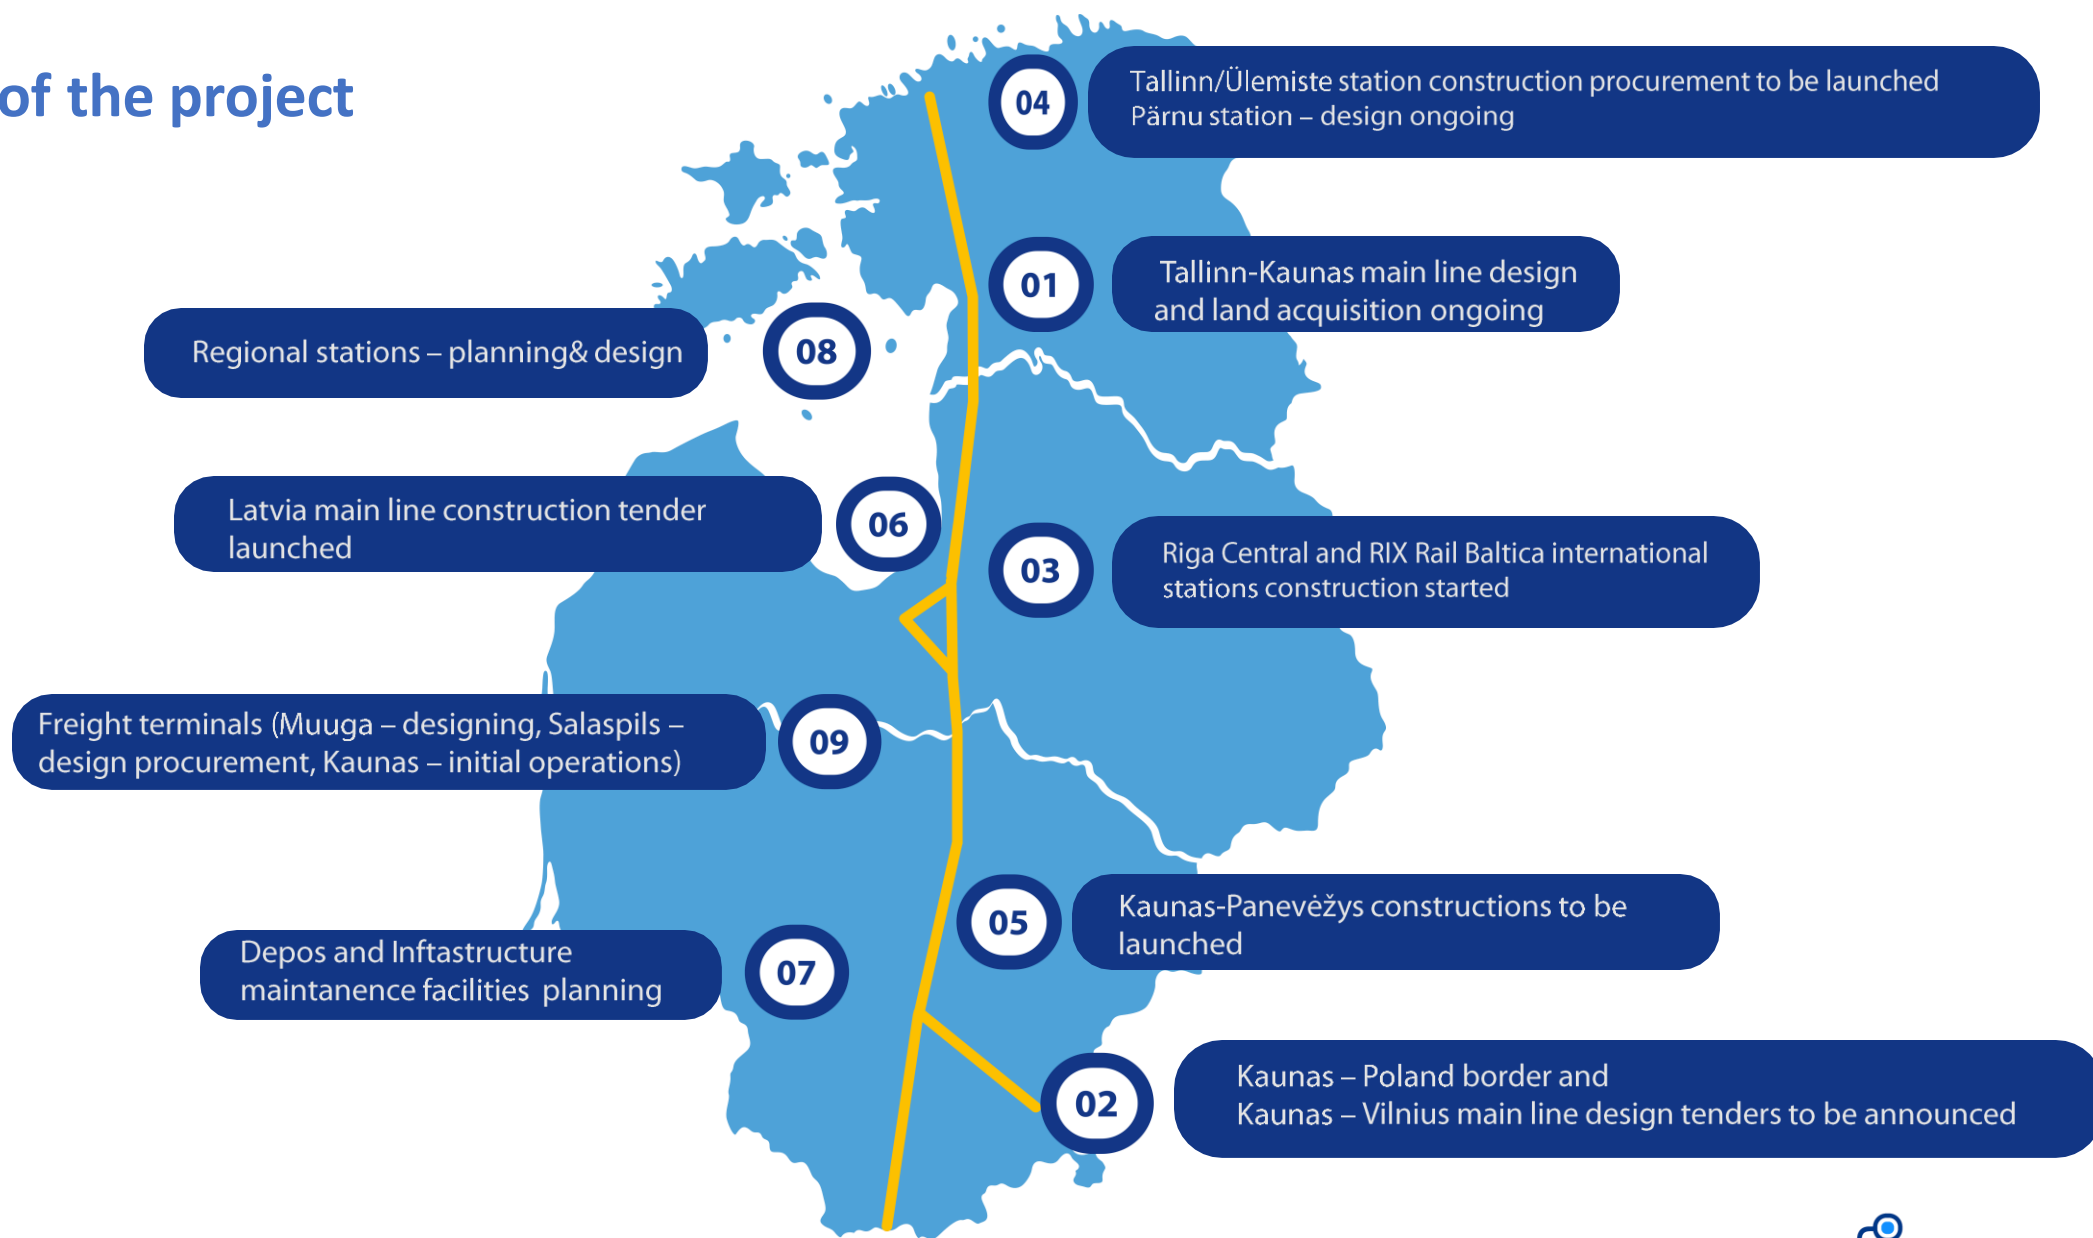 of the project
04
Tallinn/Ülemiste station construction procurement to be launched
Pärnu station – design ongoing
01
Tallinn-Kaunas main line design
and land acquisition ongoing
Regional stations – planning& design
08
Latvia main line construction tender
launched
06
03
Riga Central and RIX Rail Baltica international
stations construction started
Freight terminals (Muuga – designing, Salaspils –
design procurement, Kaunas – initial operations)
09
05
Kaunas-Panevėžys constructions to be
launched
Depos and Inftastructure
maintanence facilities planning
07
02
Kaunas – Poland border and
Kaunas – Vilnius main line design tenders to be announced